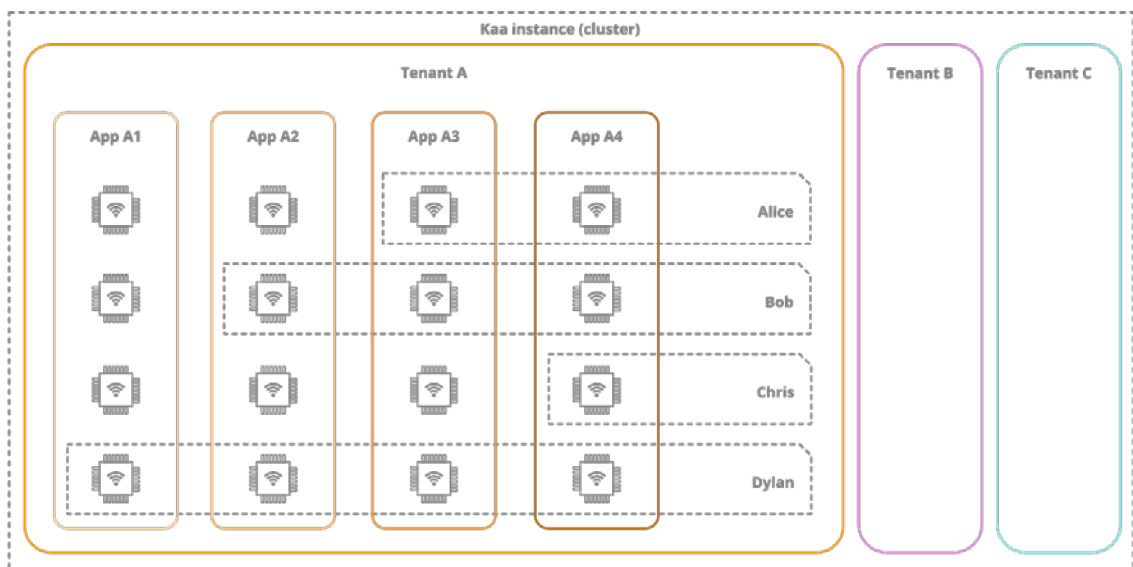 Kaa instance (cluster)
Tenant A
Tenant B
Tenant C
App A1
App A2
App A3
App A4
Alice
Bob
Chris
Dylan